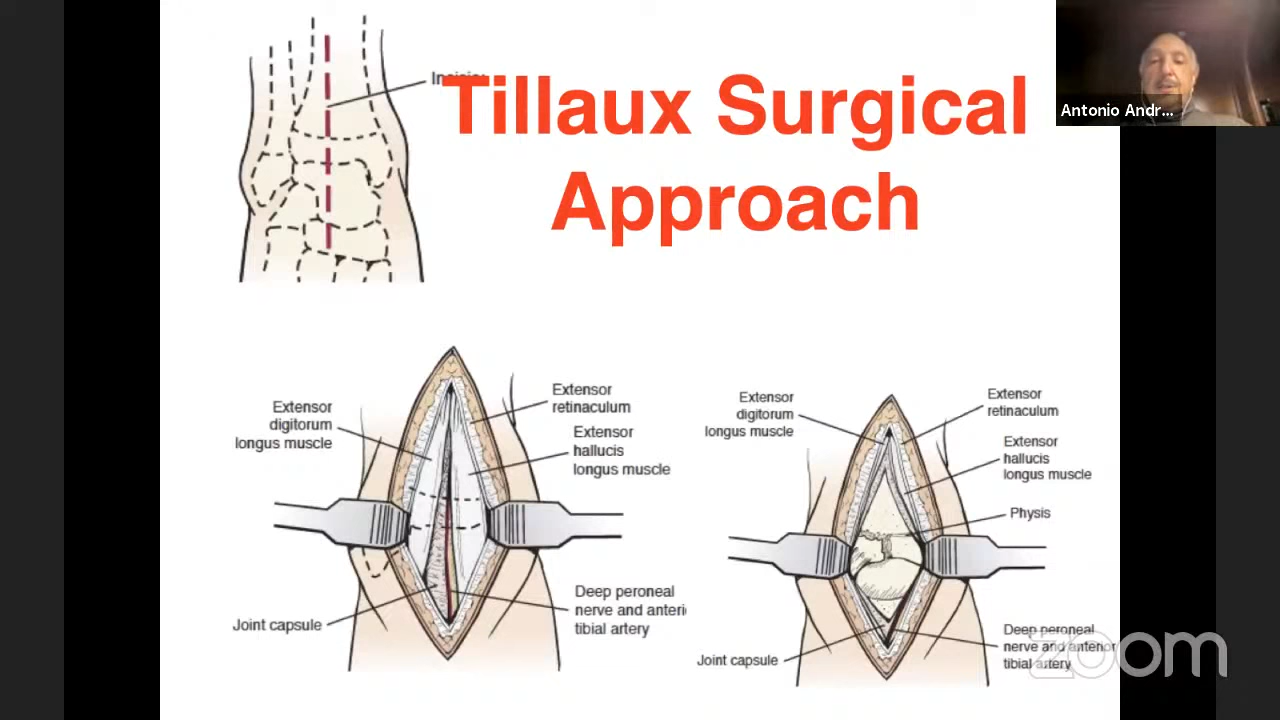 Tillaux Surgical
Approach
Antonio Andr...
Extensor
digitorum
longus muscle
Extensor
retinaculum
Extensor
hallucis
longus muscle
Joint capsule
Deep peroneal
nerve and anteri
tibial artery
Extensor
digitorum
longus muscle
Extensor
retinaculum
Extensor
hallucis
longus muscle
Physis
Joint capsule
Deep peroneal
nerve and anterior
tibial artery
zoom